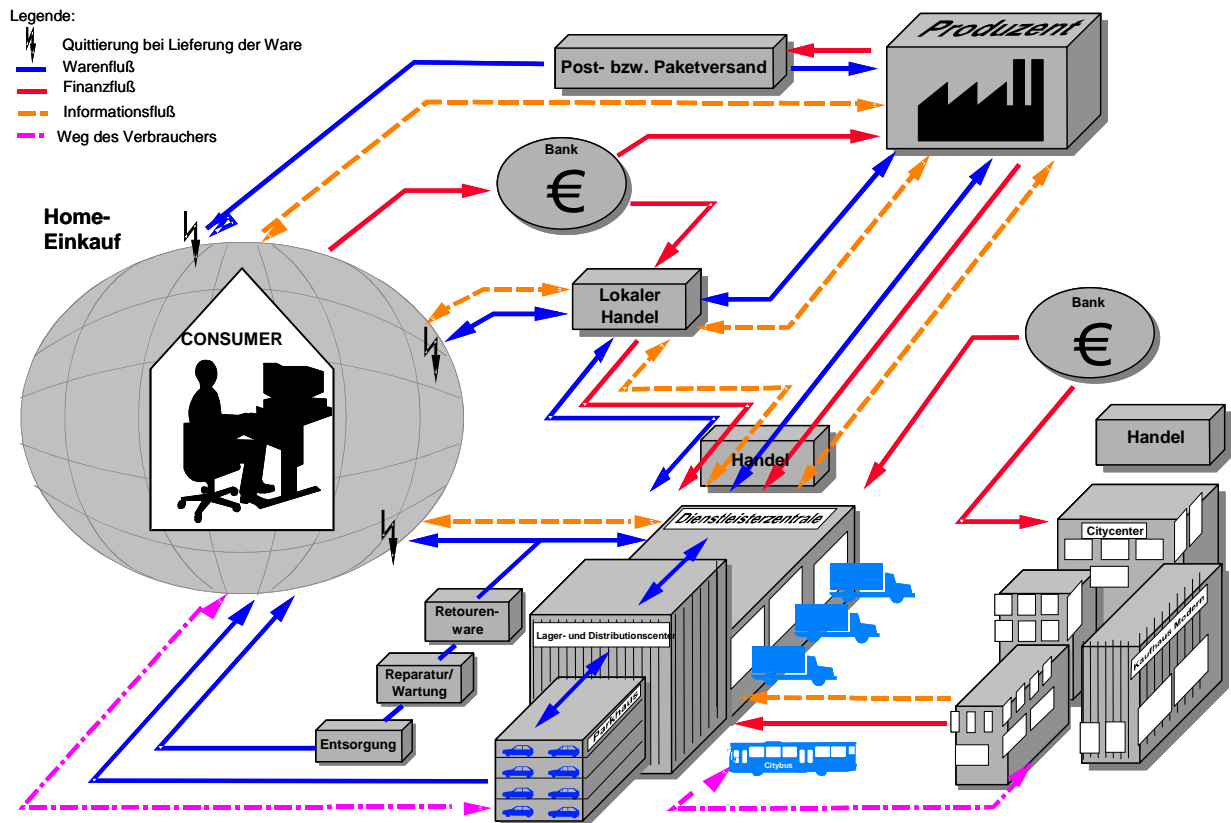 Legende:
Quittierung bei Lieferung der Ware
Warenfluß
Finanzfluß
Informationsfluß
Weg des Verbrauchers
Produzent
Post- bzw. Paketversand
Bank
€
Home-
Einkauf
Lokaler
Handel
Bank
€
CONSUMER
Handel
Handel
Dienstleisterzentrale
Citycenter
Retouren-
ware
Lager- und Distributionscenter
Kaufhaus Modern
Reparatur/
Wartung
Parkhaus
Entsorgung
Citybus